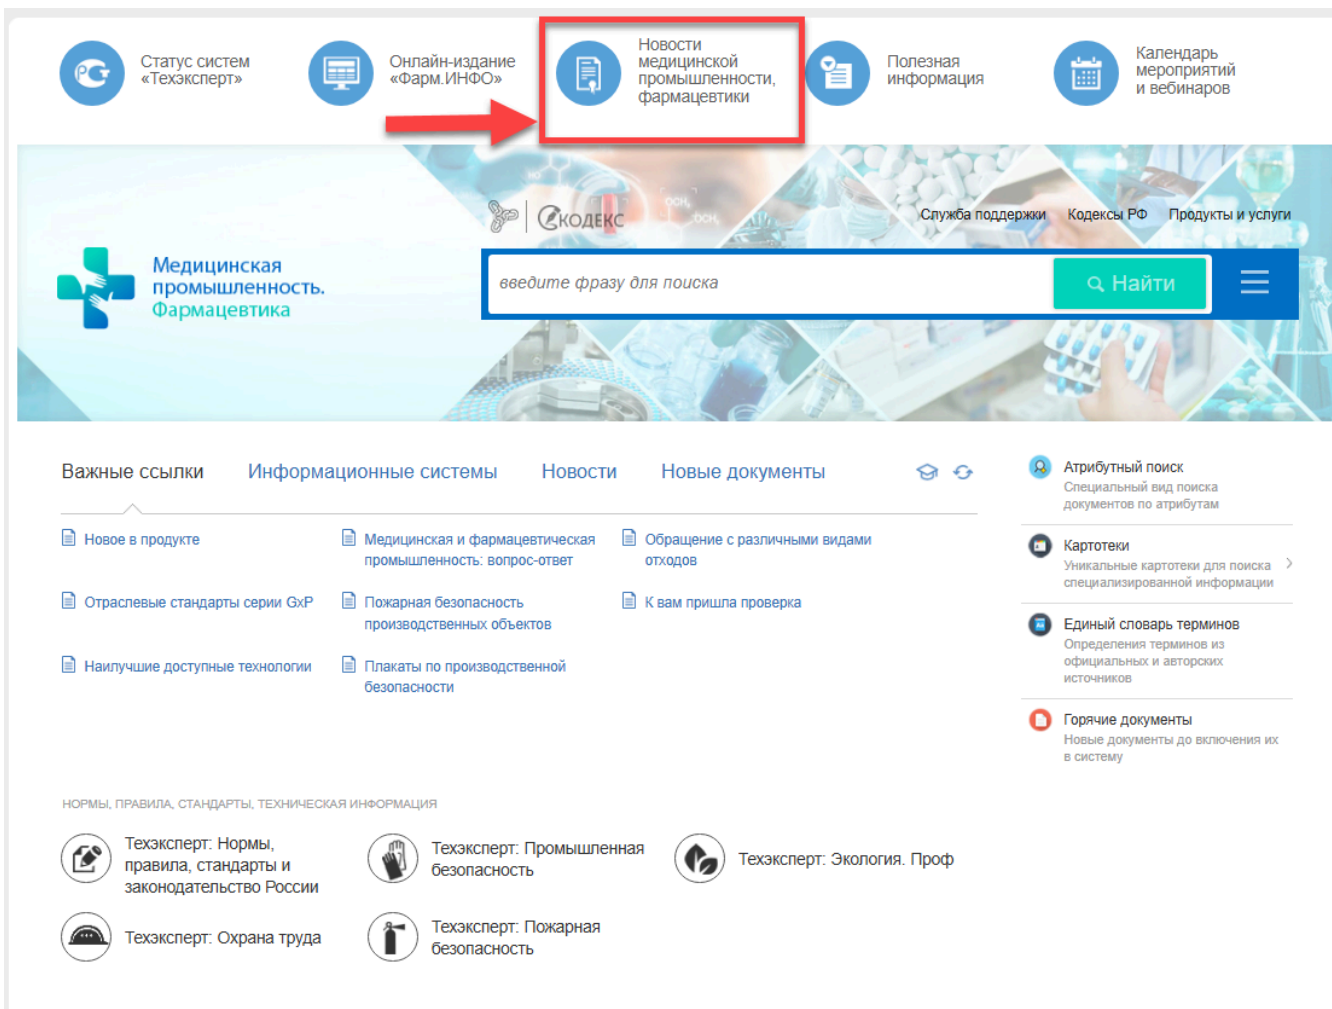 Статус систем
«Техэксперт»
Онлайн-издание
«Фарм.ИНФО»
Новости
медицинской
промышленности,
фармацевтики
Полезная
информация
Календарь
мероприятий
и вебинаров
КОДЕКС
Служба поддержки
Кодексы РФ
Продукты и услуги
Медицинская
промышленность.
Фармацевтика
введите фразу для поиска
Найти
Важные ссылки
Информационные системы
Новости
Новые документы
Новое в продукте
Медицинская и фармацевтическая
промышленность: вопрос-ответ
Обращение с различными видами
отходов
Отраслевые стандарты серии GxP
Пожарная безопасность
производственных объектов
К вам пришла проверка
Наилучшие доступные технологии
Плакаты по производственной
безопасности
Атрибутный поиск
Специальный вид поиска
документов по атрибутам
Картотеки
Уникальные картотеки для поиска
специализированной информации
Единый словарь терминов
Определения терминов из
официальных и авторских
источников
Горячие документы
Новые документы до включения их
в систему
НОРМЫ, ПРАВИЛА, СТАНДАРТЫ, ТЕХНИЧЕСКАЯ ИНФОРМАЦИЯ
Техэксперт: Нормы,
правила, стандарты и
законодательство России
Техэксперт: Промышленная
безопасность
Техэксперт: Экология. Проф
Техэксперт: Охрана труда
Техэксперт: Пожарная
безопасность